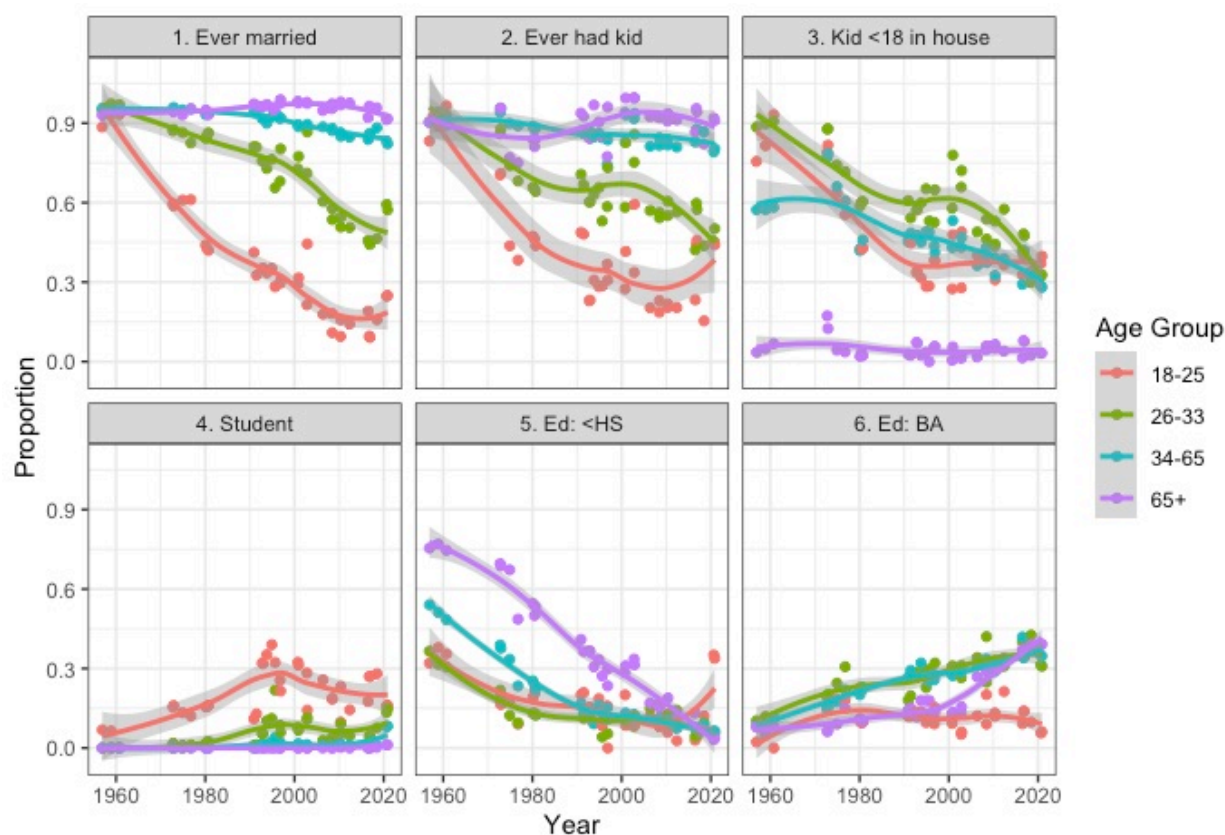 1. Ever married
2. Ever had kid
3. Kid <18 in house
0.9
0.6
0.3
0.0
4. Student
5. Ed: <HS
6. Ed: BA
0.9
0.6
0.3
0.0
1960 1980 2000 2020
1960 1980 2000 2020
1960 1980 2000 2020
Proportion
Year
Age Group
18-25
26-33
34-65
65+